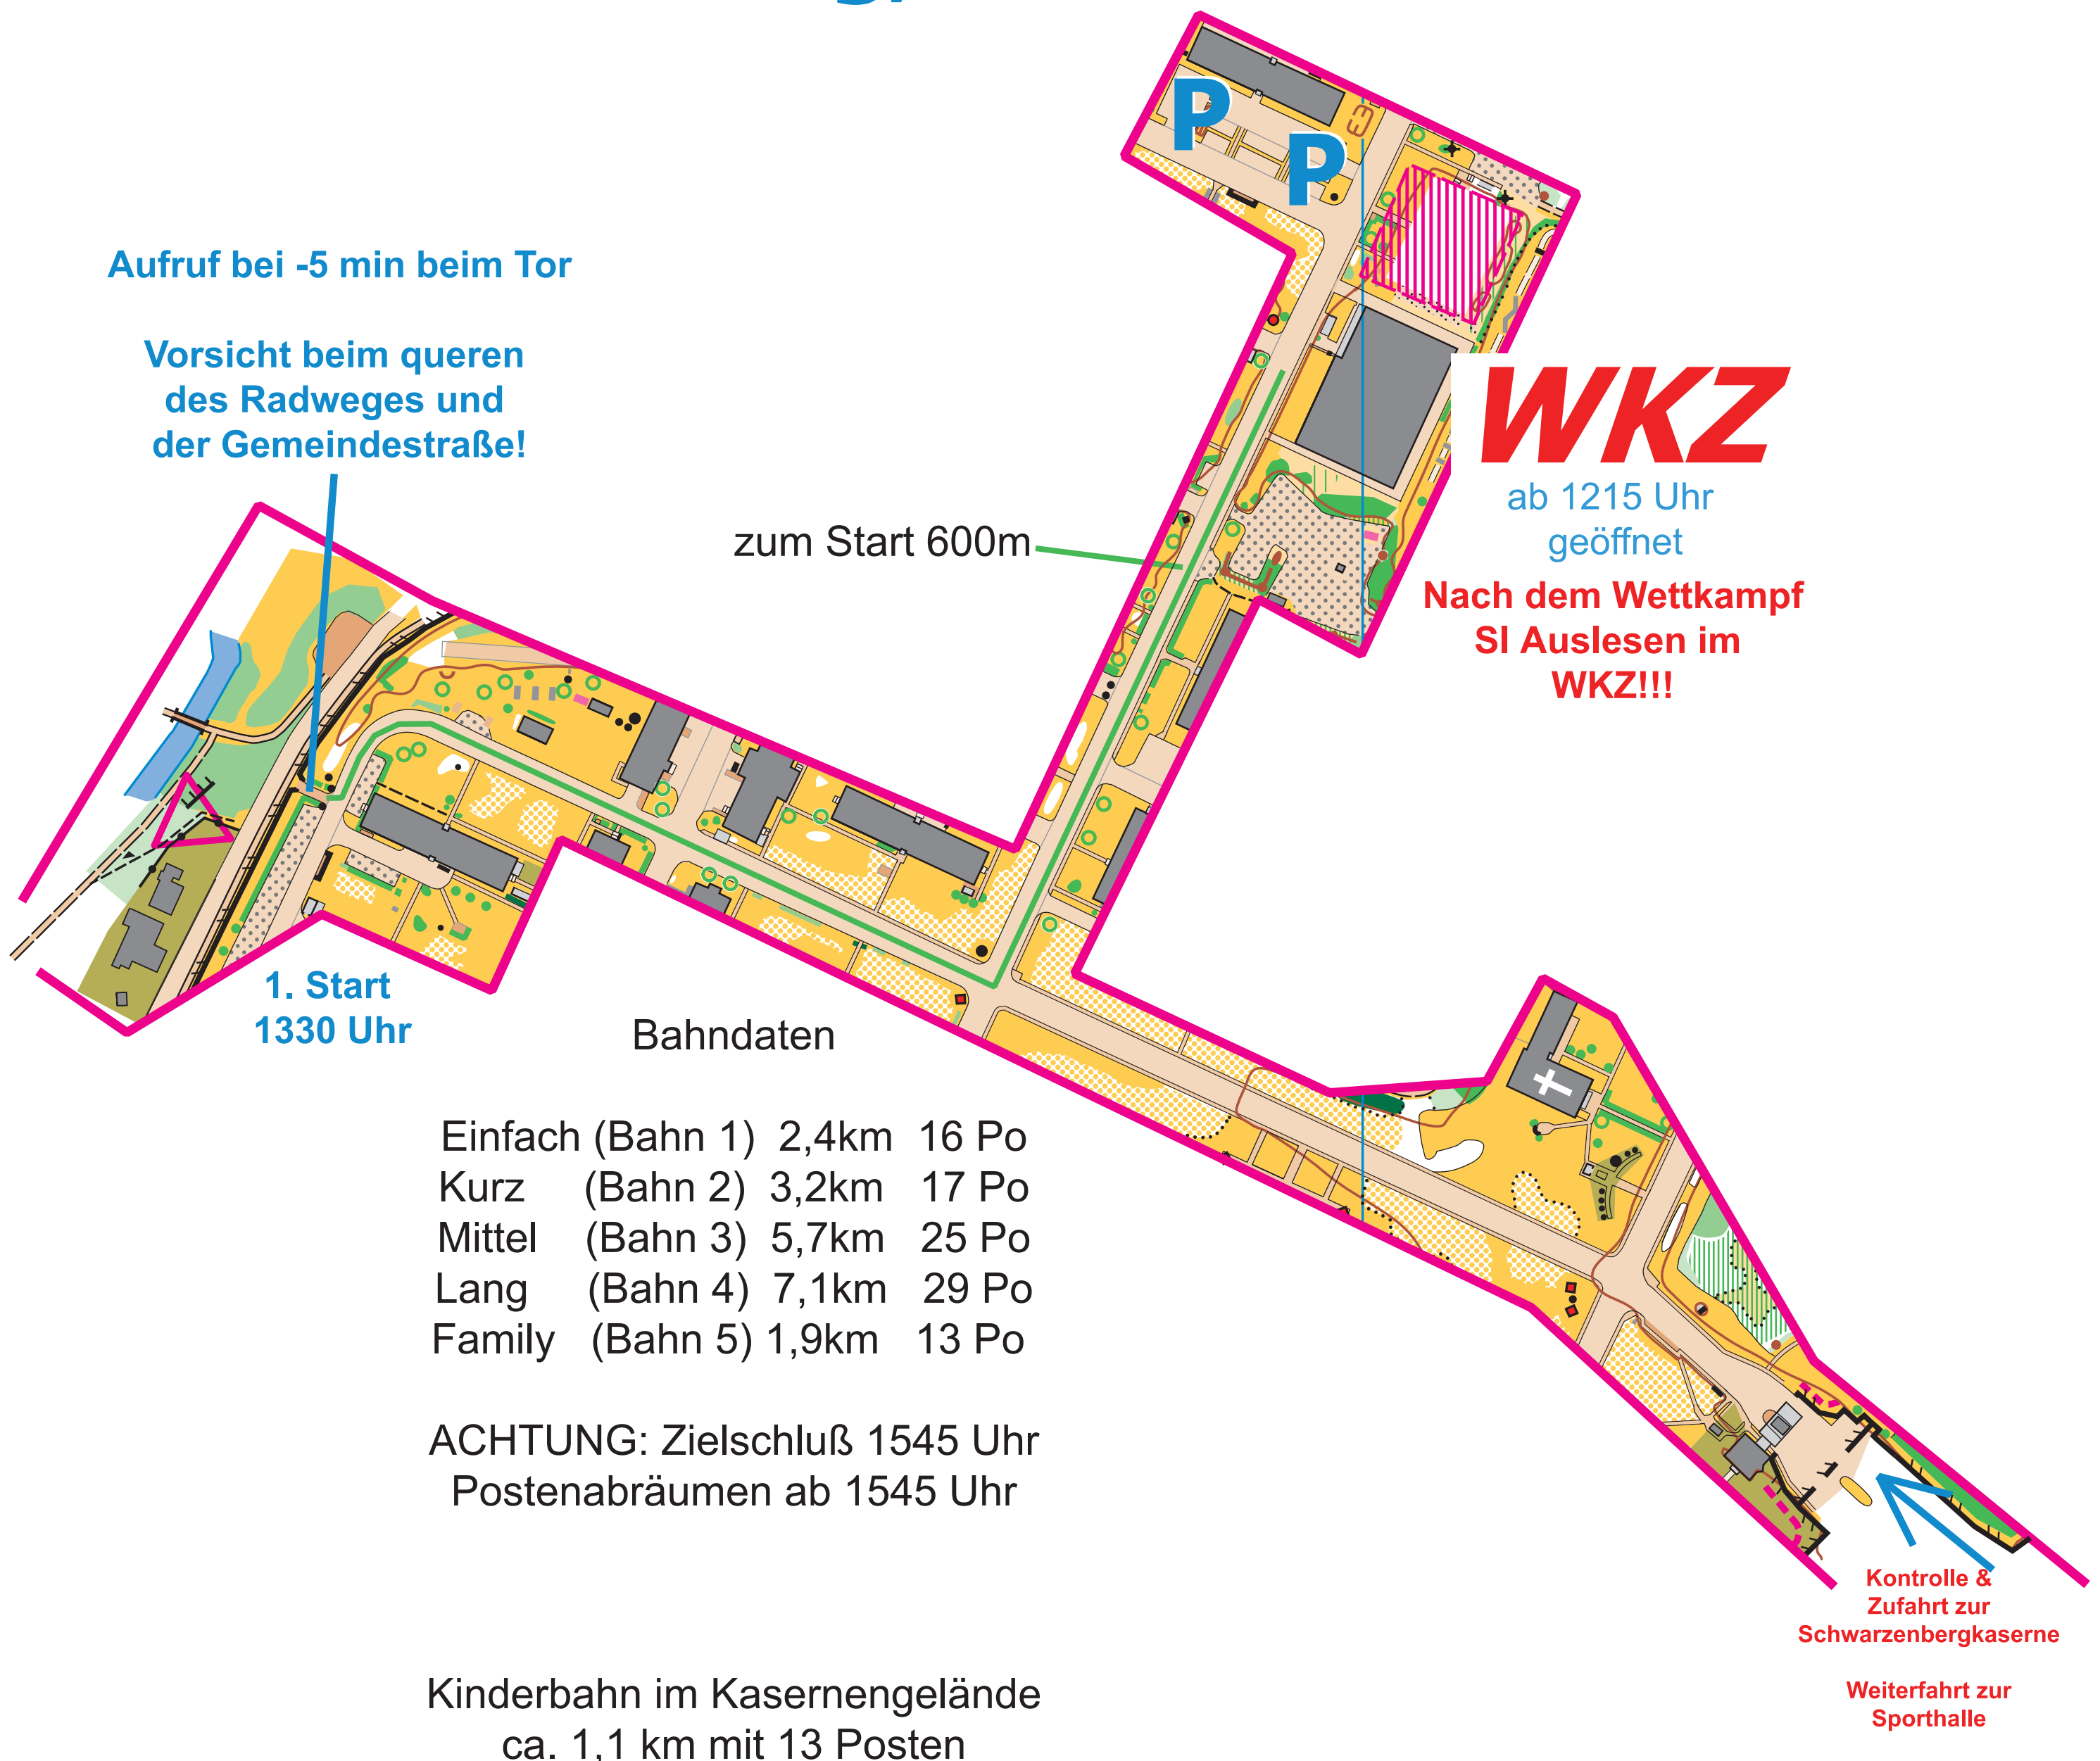 P
P
Aufruf bei -5 min beim Tor
Vorsicht beim queren
des Radweges und
der Gemeindestraße!
WKZ
ab 1215 Uhr
geöffnet
Nach dem Wettkampf
SI Auslesen im
WKZ!!!
zum Start 600m
1. Start
1330 Uhr
Bahndaten
Einfach (Bahn 1) 2,4km 16 Po
Kurz (Bahn 2) 3,2km 17 Po
Mittel (Bahn 3) 5,7km 25 Po
Lang (Bahn 4) 7,1km 29 Po
Family (Bahn 5) 1,9km 13 Po
ACHTUNG: Zielschluß 1545 Uhr
Postenabräumen ab 1545 Uhr
Kontrolle &
Zufahrt zur
Schwarzenbergkaserne
Weiterfahrt zur
Sporthalle
Kinderbahn im Kasernengelände
ca. 1,1 km mit 13 Posten